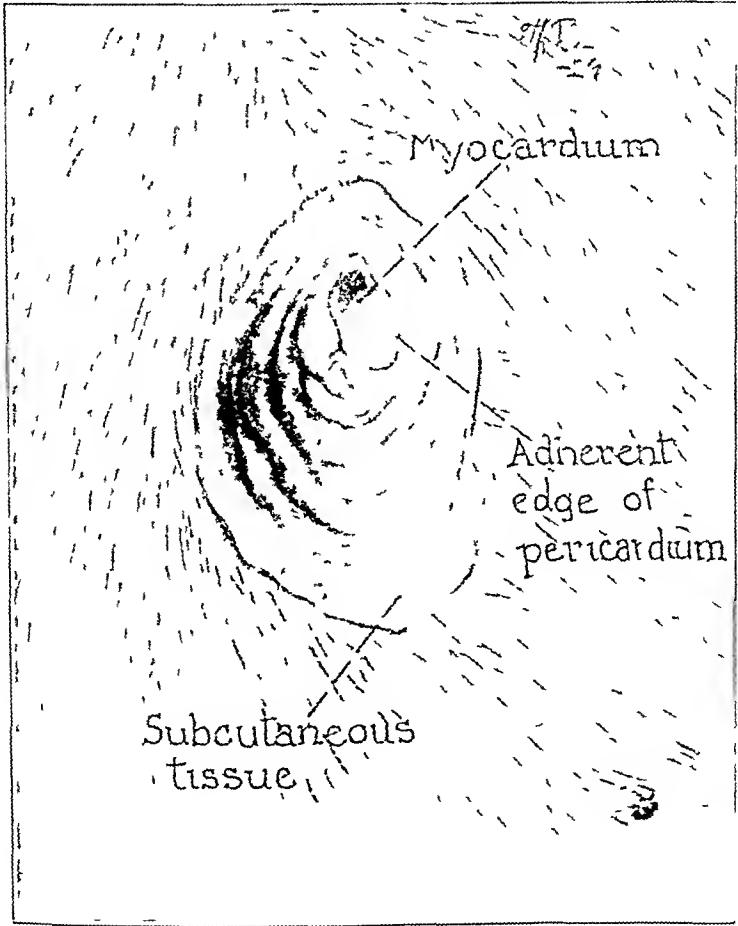 Myocardium
Adherent
edge of
pericardium
Subcutaneous
tissue